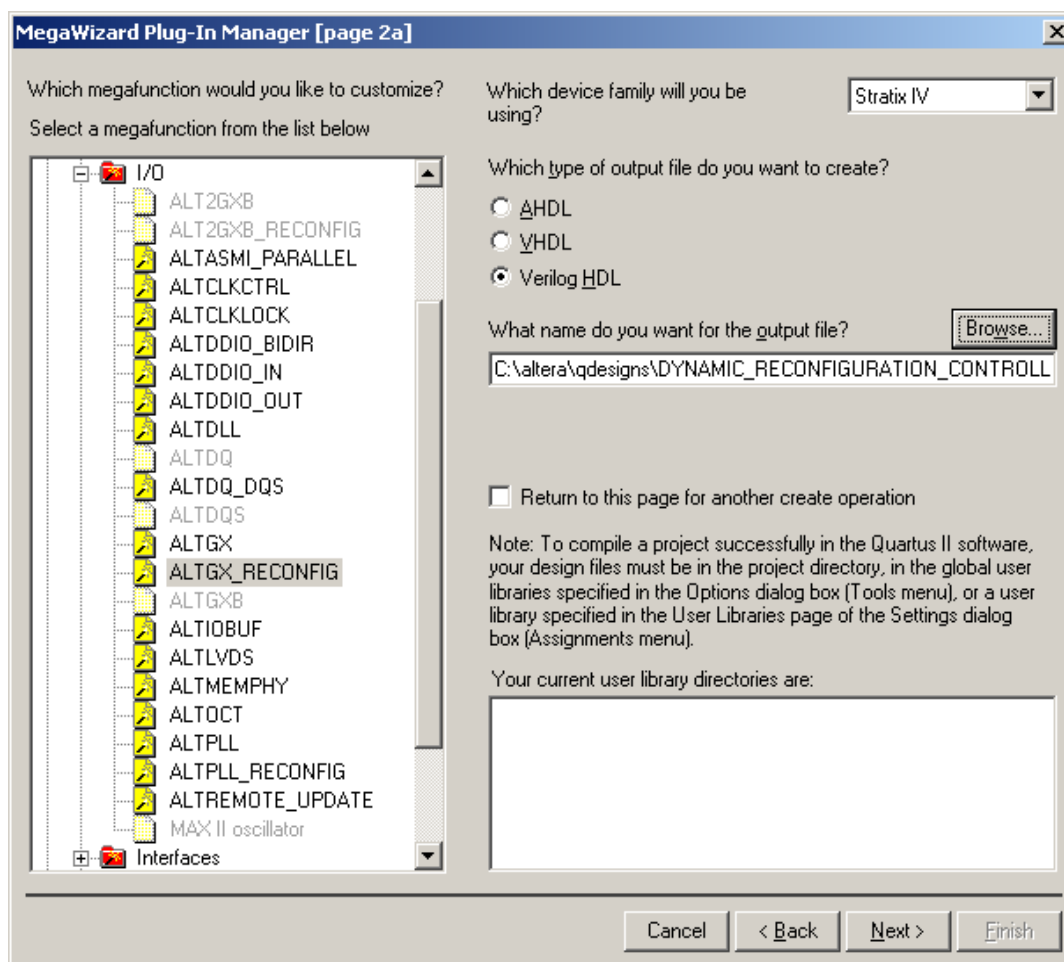 MegaWizard Plug-In Manager [page 2a]
Which megafunction would you like to customize?
Select a megafunction from the list below
I/O
ALT2GXB
ALT2GXB_RECONFIG
ALTASMI_PARALLEL
ALTCLKCTRL
ALTCLKLOCK
ALTDDIO_BIDIR
ALTDDIO_IN
ALTDDIO_OUT
ALTDLL
ALTDQ
ALTDQ_DQS
ALTDQS
ALTGX
ALTGX_RECONFIG
ALTGXB
ALTIOBUF
ALTLVDS
ALTMEMPHY
ALTOCT
ALTPLL
ALTPLL_RECONFIG
ALTREMOTE_UPDATE
MAX II oscillator
Interfaces
Which device family will you be
using?
Stratix IV
Which type of output file do you want to create?
AHDL
VHDL
Verilog HDL
What name do you want for the output file?
Browse...
C:\altera\qdesigns\DYNAMIC_RECONFIGURATION_CONTROLL
Return to this page for another create operation
Note: To compile a project successfully in the Quartus II software,
your design files must be in the project directory, in the global user
libraries specified in the Options dialog box (Tools menu), or a user
library specified in the User Libraries page of the Settings dialog
box (Assignments menu).
Your current user library directories are:
Cancel
< Back
Next >
Finish